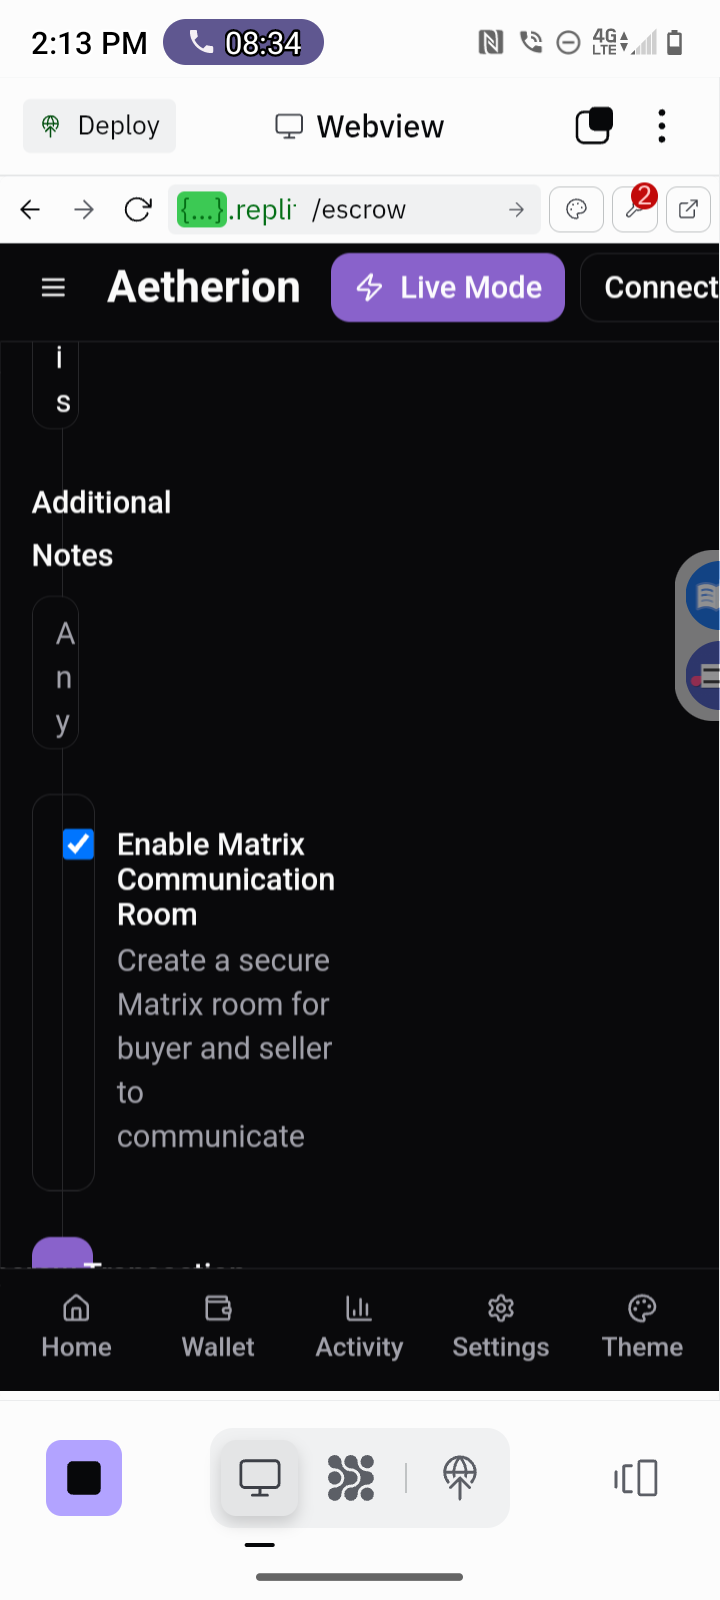 2:13 PM 08:34 4G LTE
Deploy Webview
{...}.repli /escrow 2
Aetherion Live Mode Connect
i
s
Additional
Notes
A
n
y
Enable Matrix
Communication
Room
Create a secure
Matrix room for
buyer and seller
to
communicate
Home Wallet Activity Settings Theme